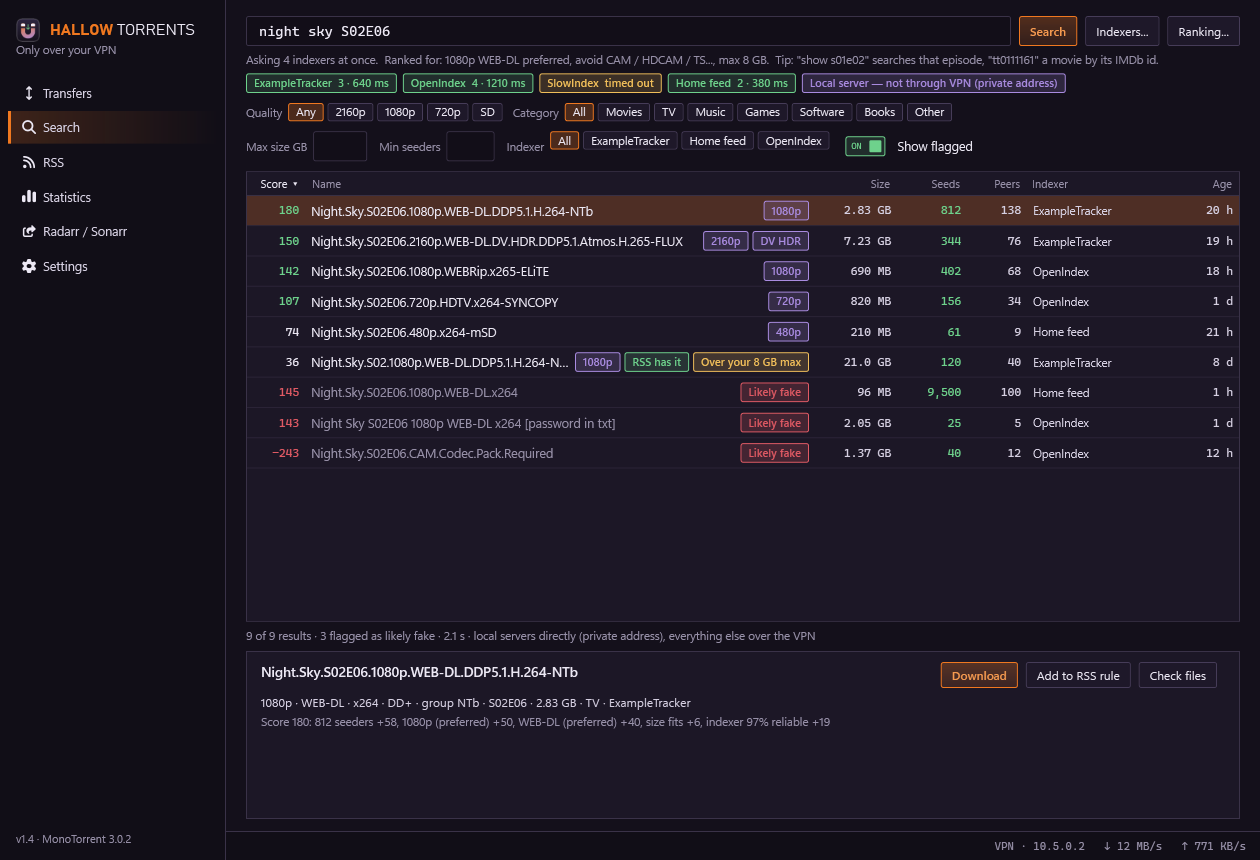 HALLOW TORRENTS
Only over your VPN
Transfers
Search
RSS
Statistics
Radarr / Sonarr
Settings
v1.4 · MonoTorrent 3.0.2
night sky S02E06
Search
Indexers...
Ranking...
Asking 4 indexers at once. Ranked for: 1080p WEB-DL preferred, avoid CAM / HDCAM / TS..., max 8 GB. Tip: "show s01e02" searches that episode, "tt0111161" a movie by its IMDb id.
ExampleTracker 3 · 640 ms
OpenIndex 4 · 1210 ms
SlowIndex timed out
Home feed 2 · 380 ms
Local server — not through VPN (private address)
Quality Any 2160p 1080p 720p SD Category All Movies TV Music Games Software Books Other
Max size GB Min seeders Indexer All ExampleTracker Home feed OpenIndex ON Show flagged
Score ▾ Name Size Seeds Peers Indexer Age
180 Night.Sky.S02E06.1080p.WEB-DL.DDP5.1.H.264-NTb 1080p 2.83 GB 812 138 ExampleTracker 20 h
150 Night.Sky.S02E06.2160p.WEB-DL.DV.HDR.DDP5.1.Atmos.H.265-FLUX 2160p DV HDR 7.23 GB 344 76 ExampleTracker 19 h
142 Night.Sky.S02E06.1080p.WEBRip.x265-ELiTE 1080p 690 MB 402 68 OpenIndex 18 h
107 Night.Sky.S02E06.720p.HDTV.x264-SYNCOPY 720p 820 MB 156 34 OpenIndex 1 d
74 Night.Sky.S02E06.480p.x264-mSD 480p 210 MB 61 9 Home feed 21 h
36 Night.Sky.S02.1080p.WEB-DL.DDP5.1.H.264-N... 1080p RSS has it Over your 8 GB max 21.0 GB 120 40 ExampleTracker 8 d
145 Night.Sky.S02E06.1080p.WEB-DL.x264 Likely fake 96 MB 9,500 100 Home feed 1 h
143 Night Sky S02E06 1080p WEB-DL x264 [password in txt] Likely fake 2.05 GB 25 5 OpenIndex 1 d
−243 Night.Sky.S02E06.CAM.Codec.Pack.Required Likely fake 1.37 GB 40 12 OpenIndex 12 h
9 of 9 results · 3 flagged as likely fake · 2.1 s · local servers directly (private address), everything else over the VPN
Night.Sky.S02E06.1080p.WEB-DL.DDP5.1.H.264-NTb
Download
Add to RSS rule
Check files
1080p · WEB-DL · x264 · DD+ · group NTb · S02E06 · 2.83 GB · TV · ExampleTracker
Score 180: 812 seeders +58, 1080p (preferred) +50, WEB-DL (preferred) +40, size fits +6, indexer 97% reliable +19
VPN · 10.5.0.2 ↓ 12 MB/s ↑ 771 KB/s